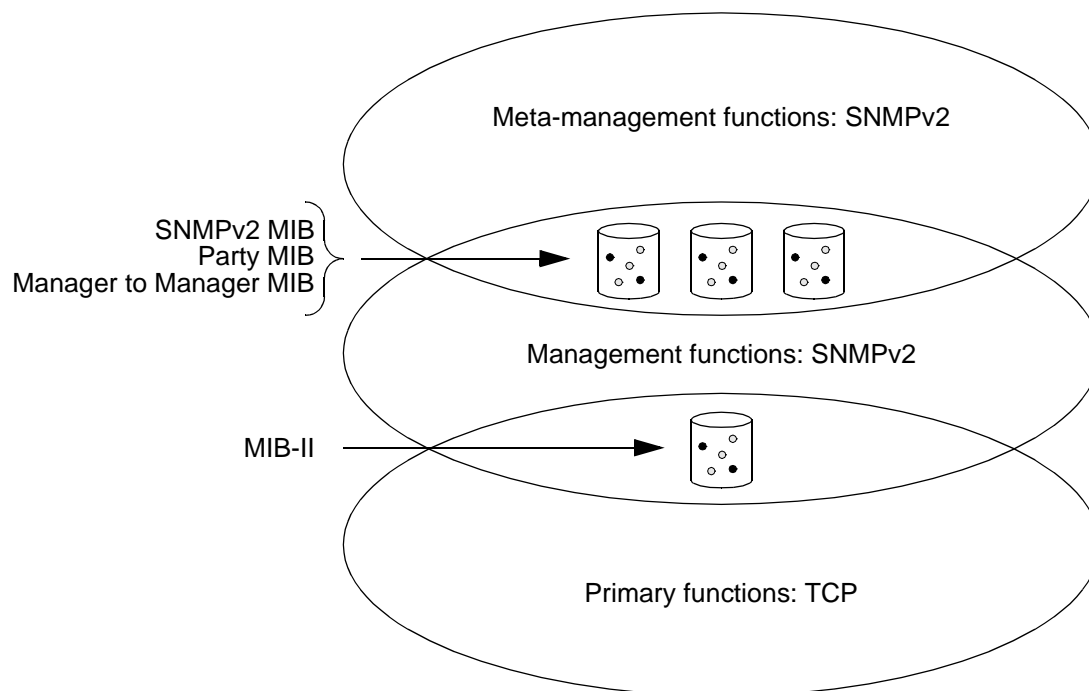 Meta-management functions: SNMPv2
SNMPv2 MIB
Party MIB
Manager to Manager MIB
Management functions: SNMPv2
MIB-II
Primary functions: TCP